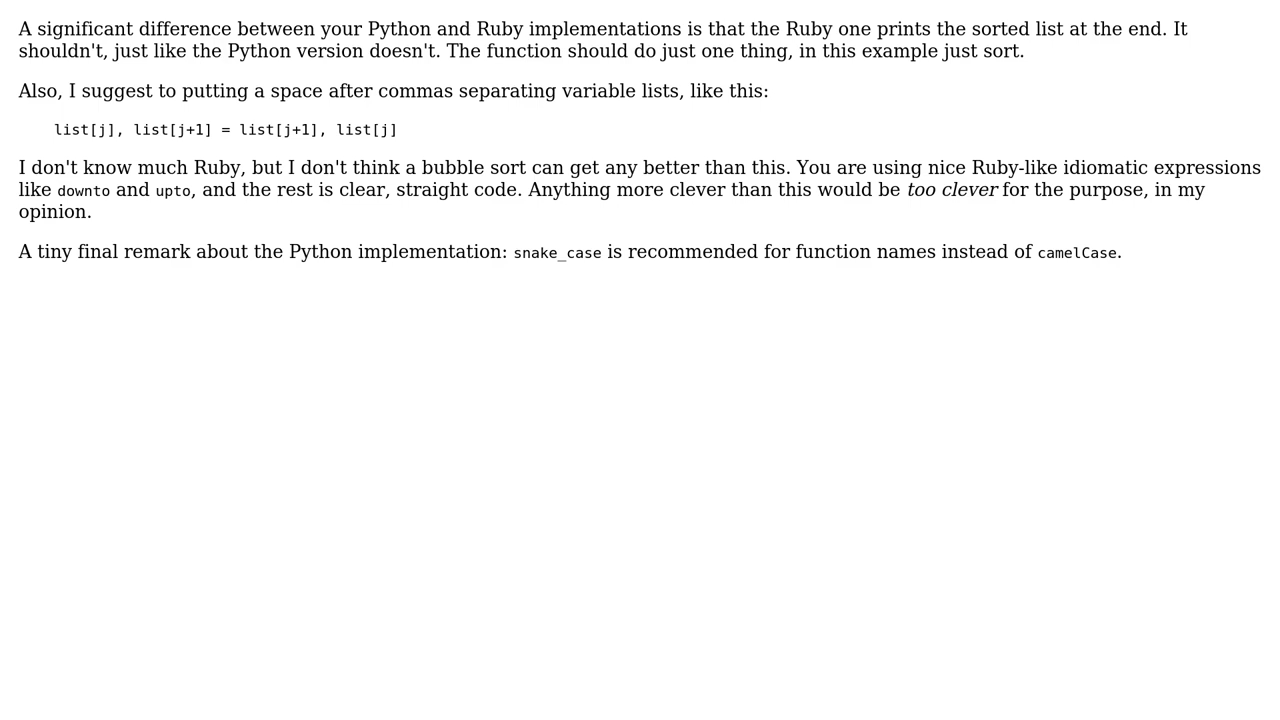 A significant difference between your Python and Ruby implementations is that the Ruby one prints the sorted list at the end. It
shouldn't, just like the Python version doesn't. The function should do just one thing, in this example just sort.
Also, I suggest to putting a space after commas separating variable lists, like this:
list[j], list[j+1] = list[j+1], list[j]
I don't know much Ruby, but I don't think a bubble sort can get any better than this. You are using nice Ruby-like idiomatic expressions
like downto and upto, and the rest is clear, straight code. Anything more clever than this would be too clever for the purpose, in my
opinion.
A tiny final remark about the Python implementation: snake_case is recommended for function names instead of camelCase.